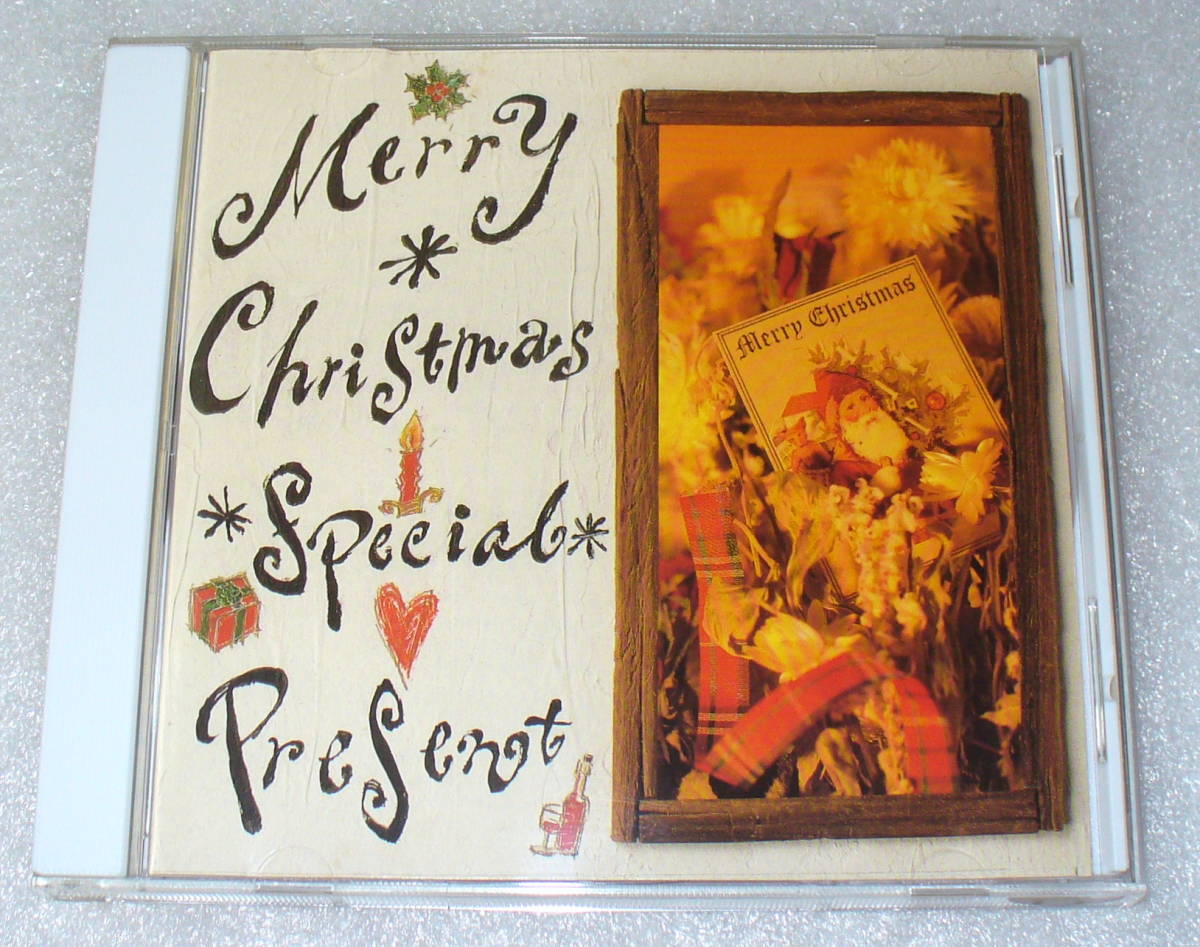 Merry
Christmas
Special
Present
Merry Christmas